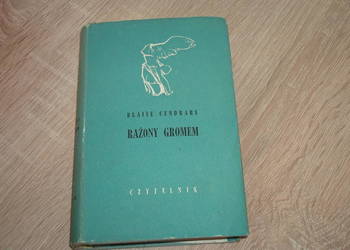 BLAISE CENDRARS
RAŻONY GROMEM
CZYTELNIK